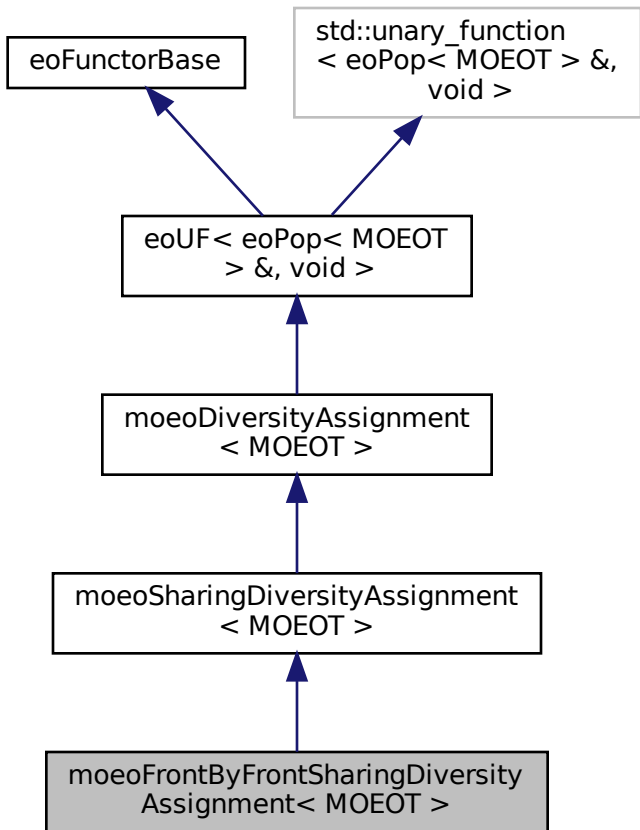 eoFunctorBase
std::unary_function
< eoPop< MOEOT > &,
void >
eoUF< eoPop< MOEOT
> &, void >
moeoDiversityAssignment
< MOEOT >
moeoSharingDiversityAssignment
< MOEOT >
moeoFrontByFrontSharingDiversity
Assignment< MOEOT >